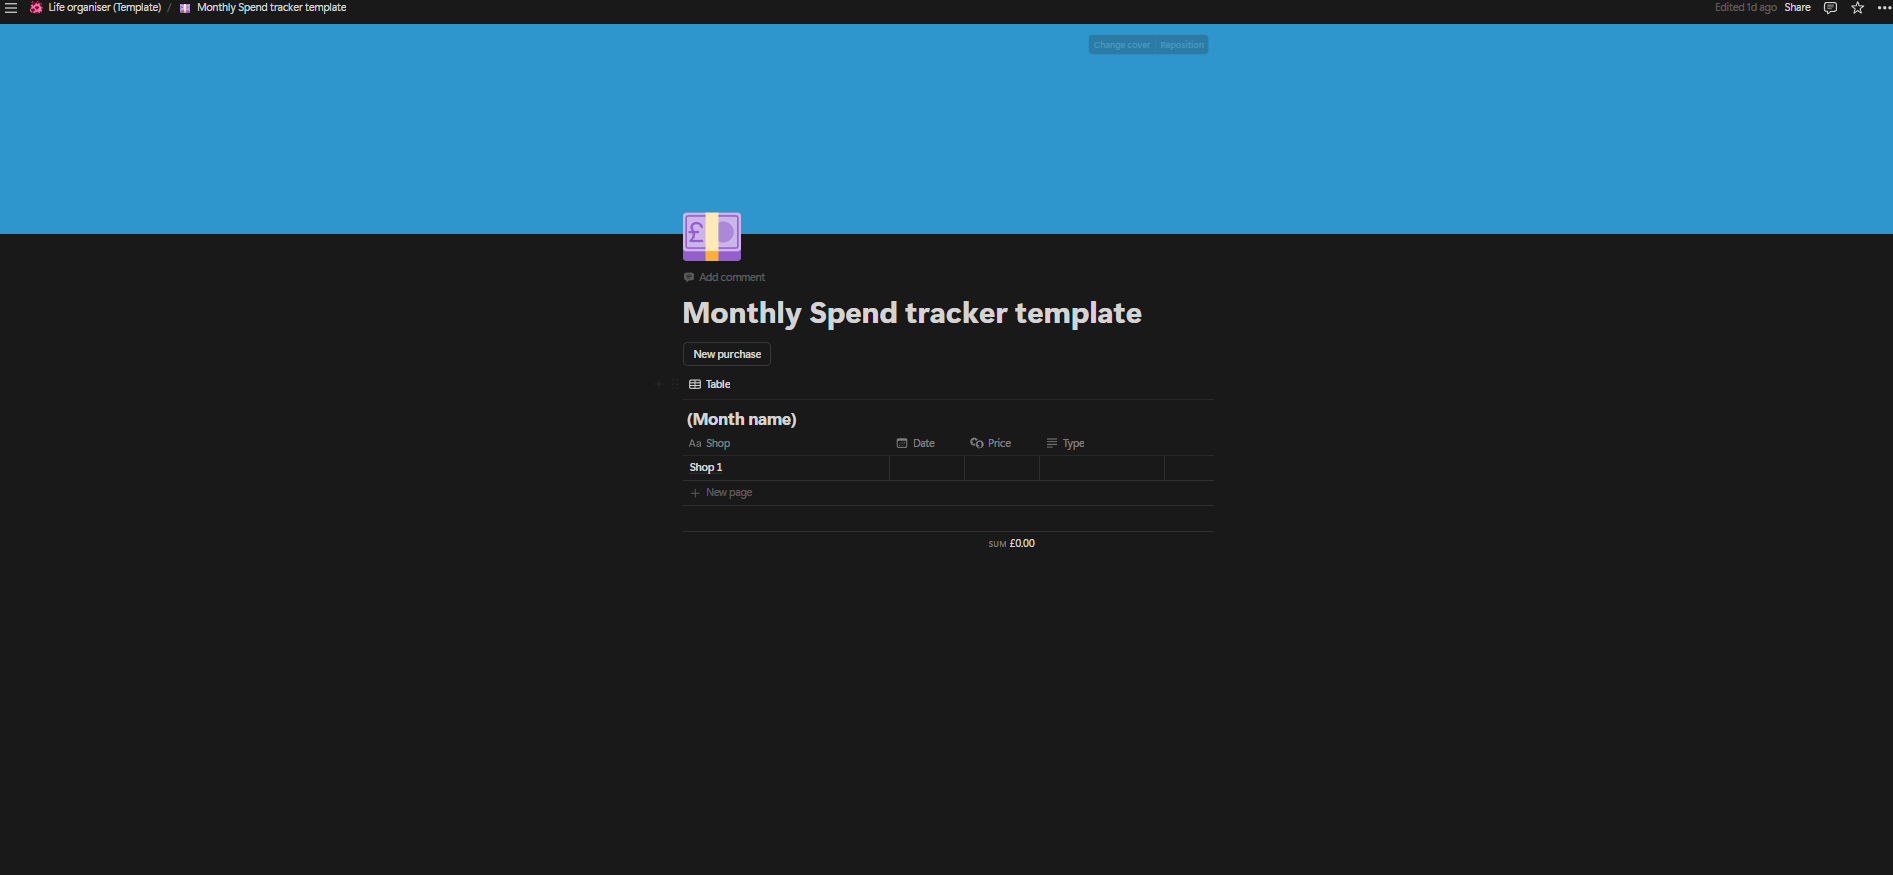 Life organiser (Template) / Monthly Spend tracker template
Edited 1d ago Share
Change cover Reposition
£
Add comment
Monthly Spend tracker template
New purchase
Table
(Month name)
Aa Shop Date Price Type
Shop 1
+ New page
SUM £0.00